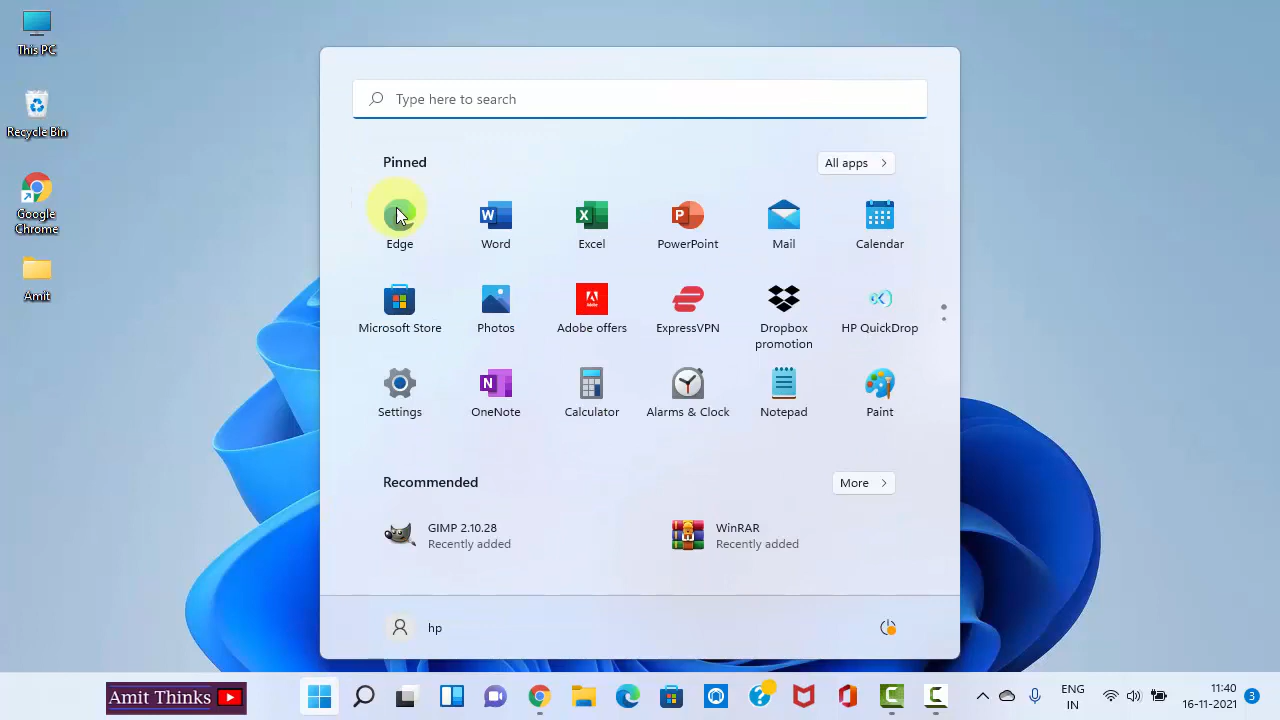 This PC
Recycle Bin
Google
Chrome
Amit
Type here to search
Pinned
All apps
Edge
Word
Excel
PowerPoint
Mail
Calendar
Microsoft Store
Photos
Adobe offers
ExpressVPN
Dropbox
promotion
HP QuickDrop
Settings
OneNote
Calculator
Alarms & Clock
Notepad
Paint
Recommended
More
GIMP 2.10.28
Recently added
WinRAR
Recently added
hp
Amit Thinks
ENG
IN
11:40
16-11-2021
3